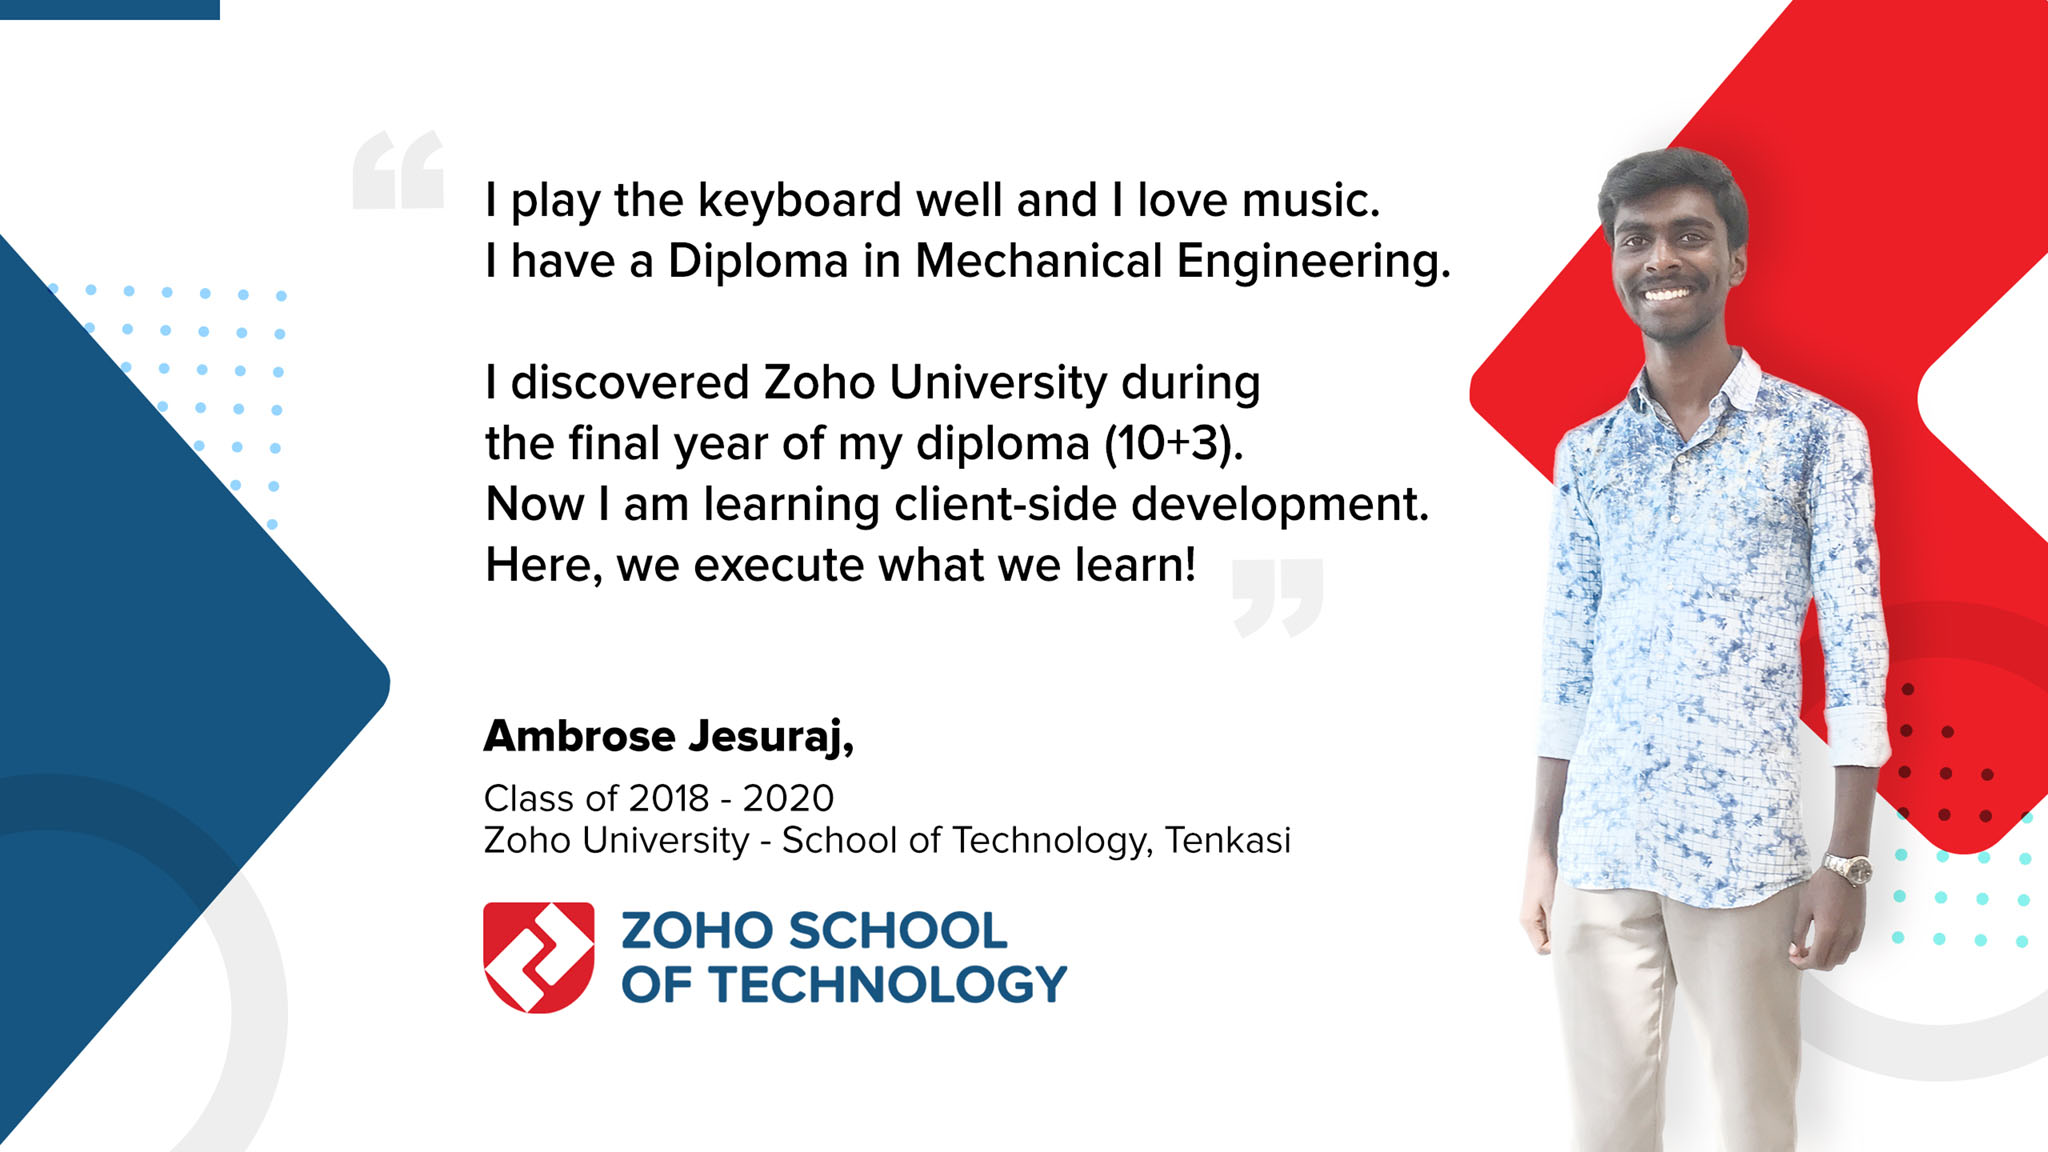 “
I play the keyboard well and I love music.
I have a Diploma in Mechanical Engineering.
I discovered Zoho University during
the final year of my diploma (10+3).
Now I am learning client-side development.
Here, we execute what we learn!
”
Ambrose Jesuraj,
Class of 2018 - 2020
Zoho University - School of Technology, Tenkasi
ZOHO SCHOOL
OF TECHNOLOGY